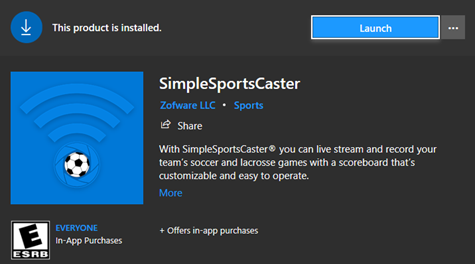 This product is installed.
Launch
...
SimpleSportsCaster
Zofware LLC • Sports
Share
With SimpleSportsCaster® you can live stream and record your
team's soccer and lacrosse games with a scoreboard that's
customizable and easy to operate.
More
E
ESRB
EVERYONE
In-App Purchases
+ Offers in-app purchases